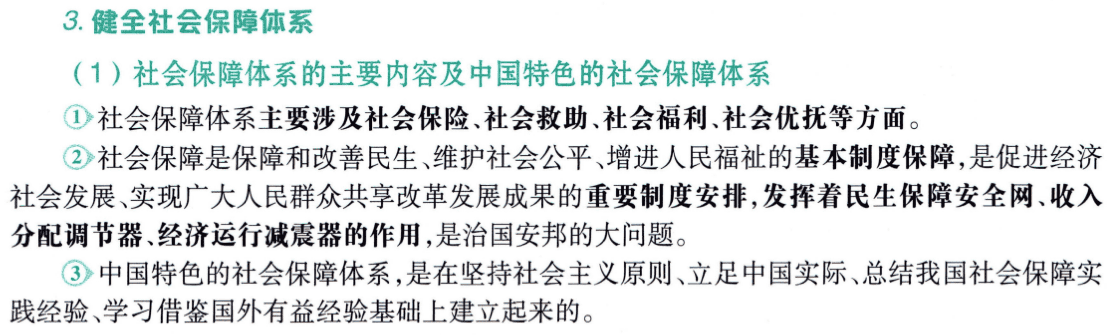 3. 健全社会保障体系
（1）社会保障体系的主要内容及中国特色的社会保障体系
①社会保障体系主要涉及社会保险、社会救助、社会福利、社会优抚等方面。
②社会保障是保障和改善民生、维护社会公平、增进人民福祉的基本制度保障，是促进经济
社会发展、实现广大人民群众共享改革发展成果的重要制度安排，发挥着民生保障安全网、收入
分配调节器、经济运行减震器的作用，是治国安邦的大问题。
③中国特色的社会保障体系，是在坚持社会主义原则、立足中国实际、总结我国社会保障实
践经验、学习借鉴国外有益经验基础上建立起来的。